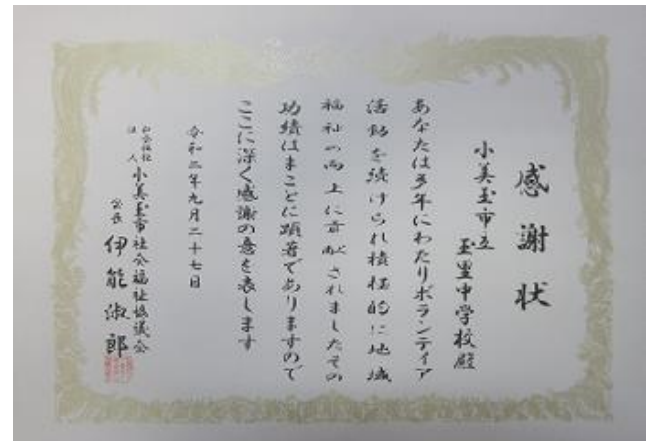 感謝状
小美玉市立
玉里中学校殿
あなたは多年にわたりボランティア
活動を続けられ積極的に地域
福祉の向上に貢献されましたその
功績はまことに顕著でありますので
ここに深く感謝の意を表します
令和二年九月二十七日
社会福祉
法人
小美玉市社会福祉協議会
会長 伊能淑郎